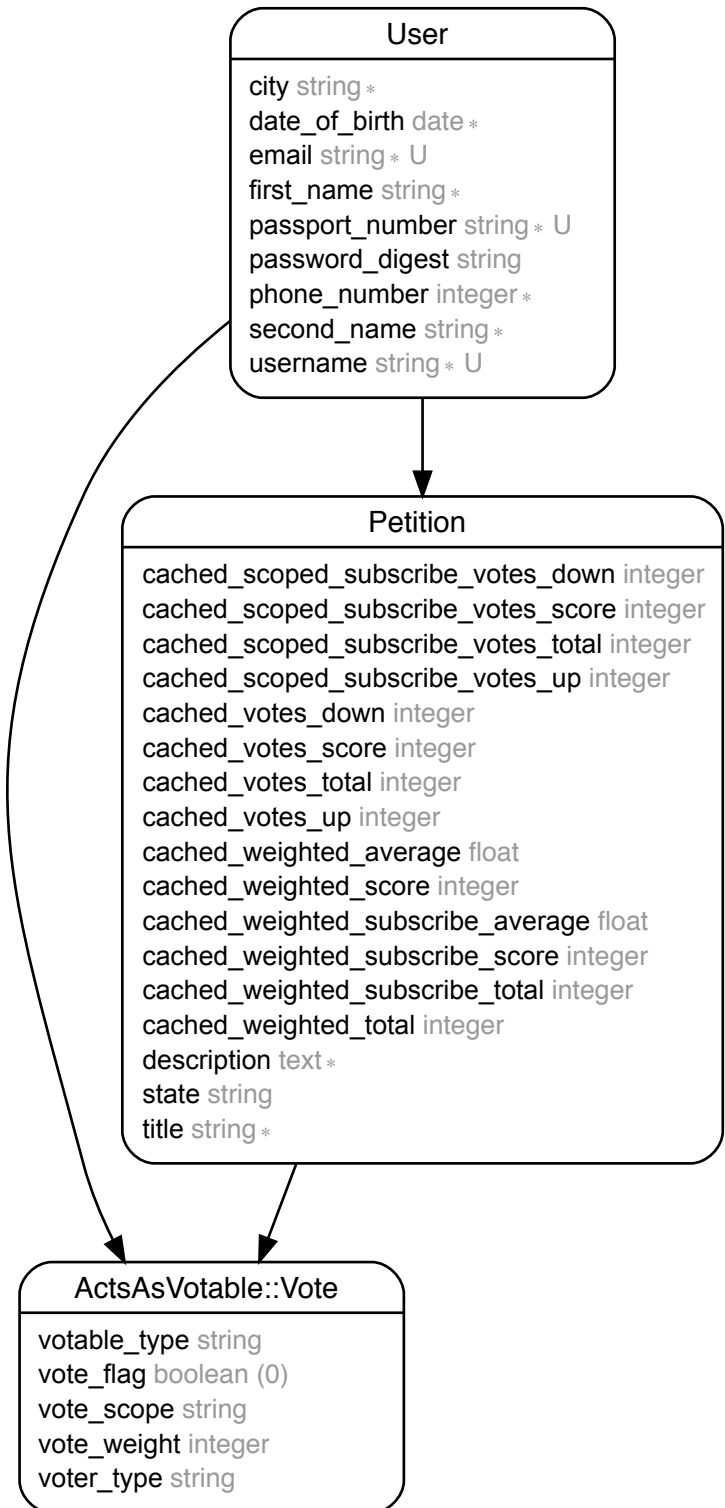 User
city string ∗
date_of_birth date ∗
email string ∗ U
first_name string ∗
passport_number string ∗ U
password_digest string
phone_number integer ∗
second_name string ∗
username string ∗ U
Petition
cached_scoped_subscribe_votes_down integer
cached_scoped_subscribe_votes_score integer
cached_scoped_subscribe_votes_total integer
cached_scoped_subscribe_votes_up integer
cached_votes_down integer
cached_votes_score integer
cached_votes_total integer
cached_votes_up integer
cached_weighted_average float
cached_weighted_score integer
cached_weighted_subscribe_average float
cached_weighted_subscribe_score integer
cached_weighted_subscribe_total integer
cached_weighted_total integer
description text ∗
state string
title string ∗
ActsAsVotable::Vote
votable_type string
vote_flag boolean (0)
vote_scope string
vote_weight integer
voter_type string